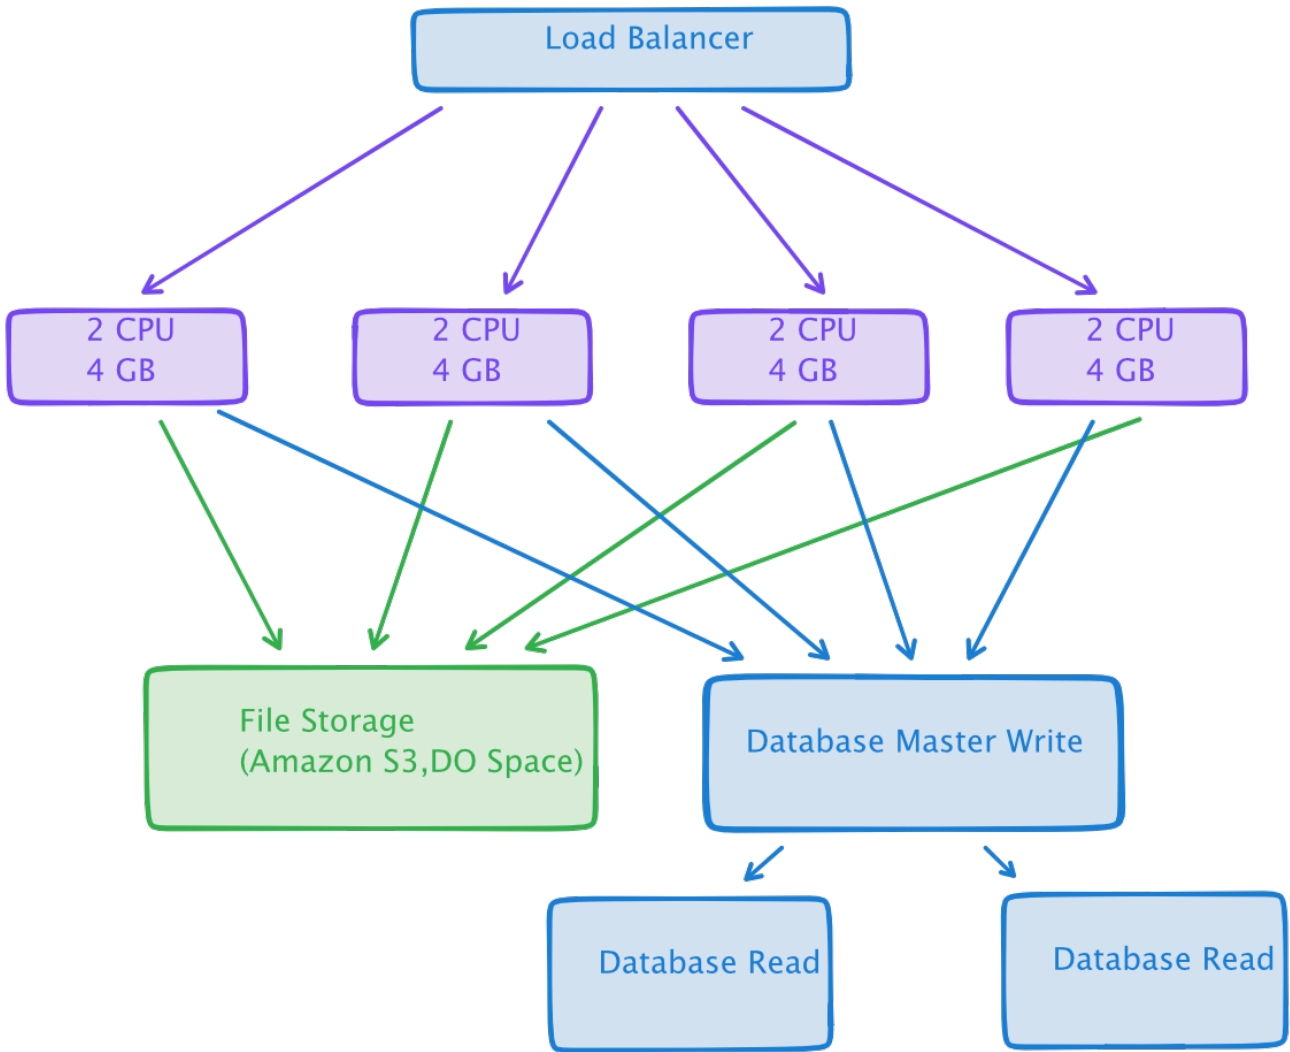 Load Balancer
2 CPU
4 GB
2 CPU
4 GB
2 CPU
4 GB
2 CPU
4 GB
File Storage
(Amazon S3,DO Space)
Database Master Write
Database Read
Database Read